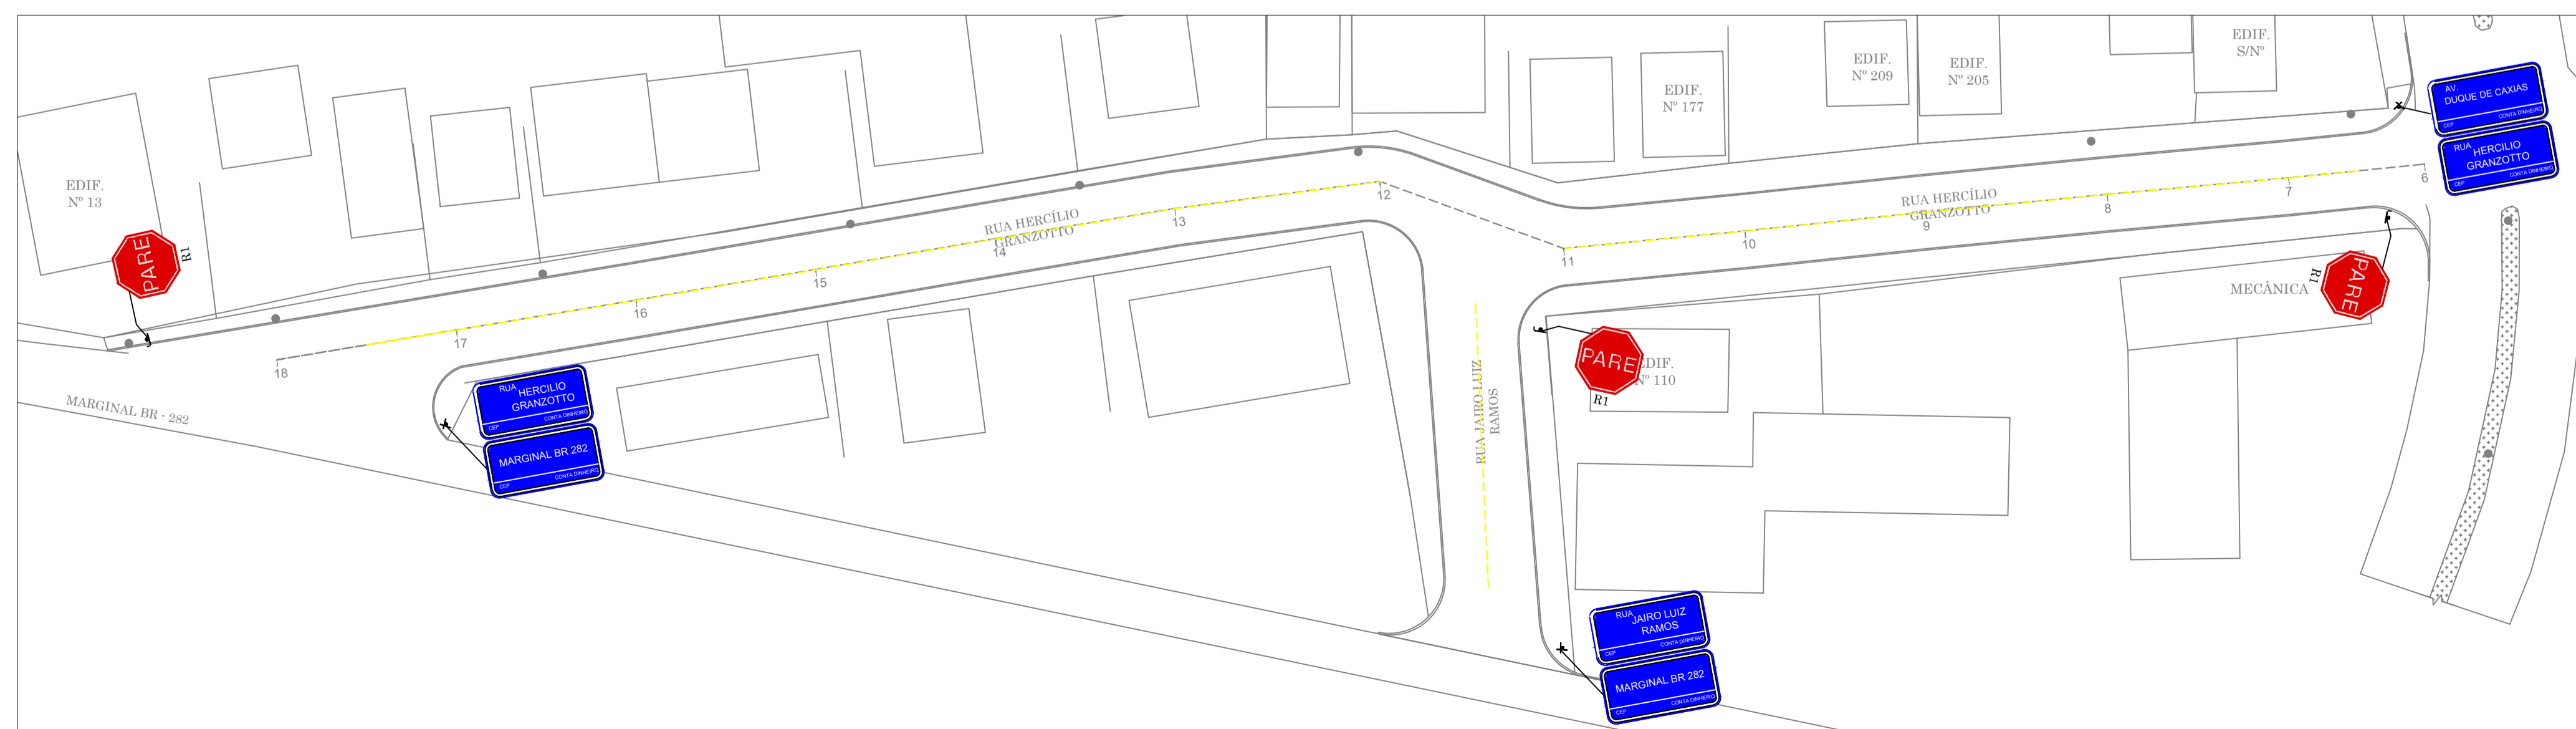 EDIF.
Nº 13
PARE
R1
MARGINAL BR - 282
18
17
16
15
14
13
12
11
10
9
8
7
6
RUA HERCÍLIO
GRANZOTTO
RUA
HERCILIO
GRANZOTTO
CEP
CONTA DINHEIRO
MARGINAL BR 282
CEP
CONTA DINHEIRO
EDIF.
Nº 177
EDIF.
Nº 209
EDIF.
Nº 205
EDIF.
S/Nº
RUA HERCÍLIO
GRANZOTTO
AV.
DUQUE DE CAXIAS
CEP
CONTA DINHEIRO
RUA
HERCILIO
GRANZOTTO
CEP
CONTA DINHEIRO
MECÂNICA
PARE
R1
PARE
R1
EDIF.
Nº 110
RUA JAIRO LUIZ
RAMOS
RUA
JAIRO LUIZ
RAMOS
CEP
CONTA DINHEIRO
MARGINAL BR 282
CEP
CONTA DINHEIRO